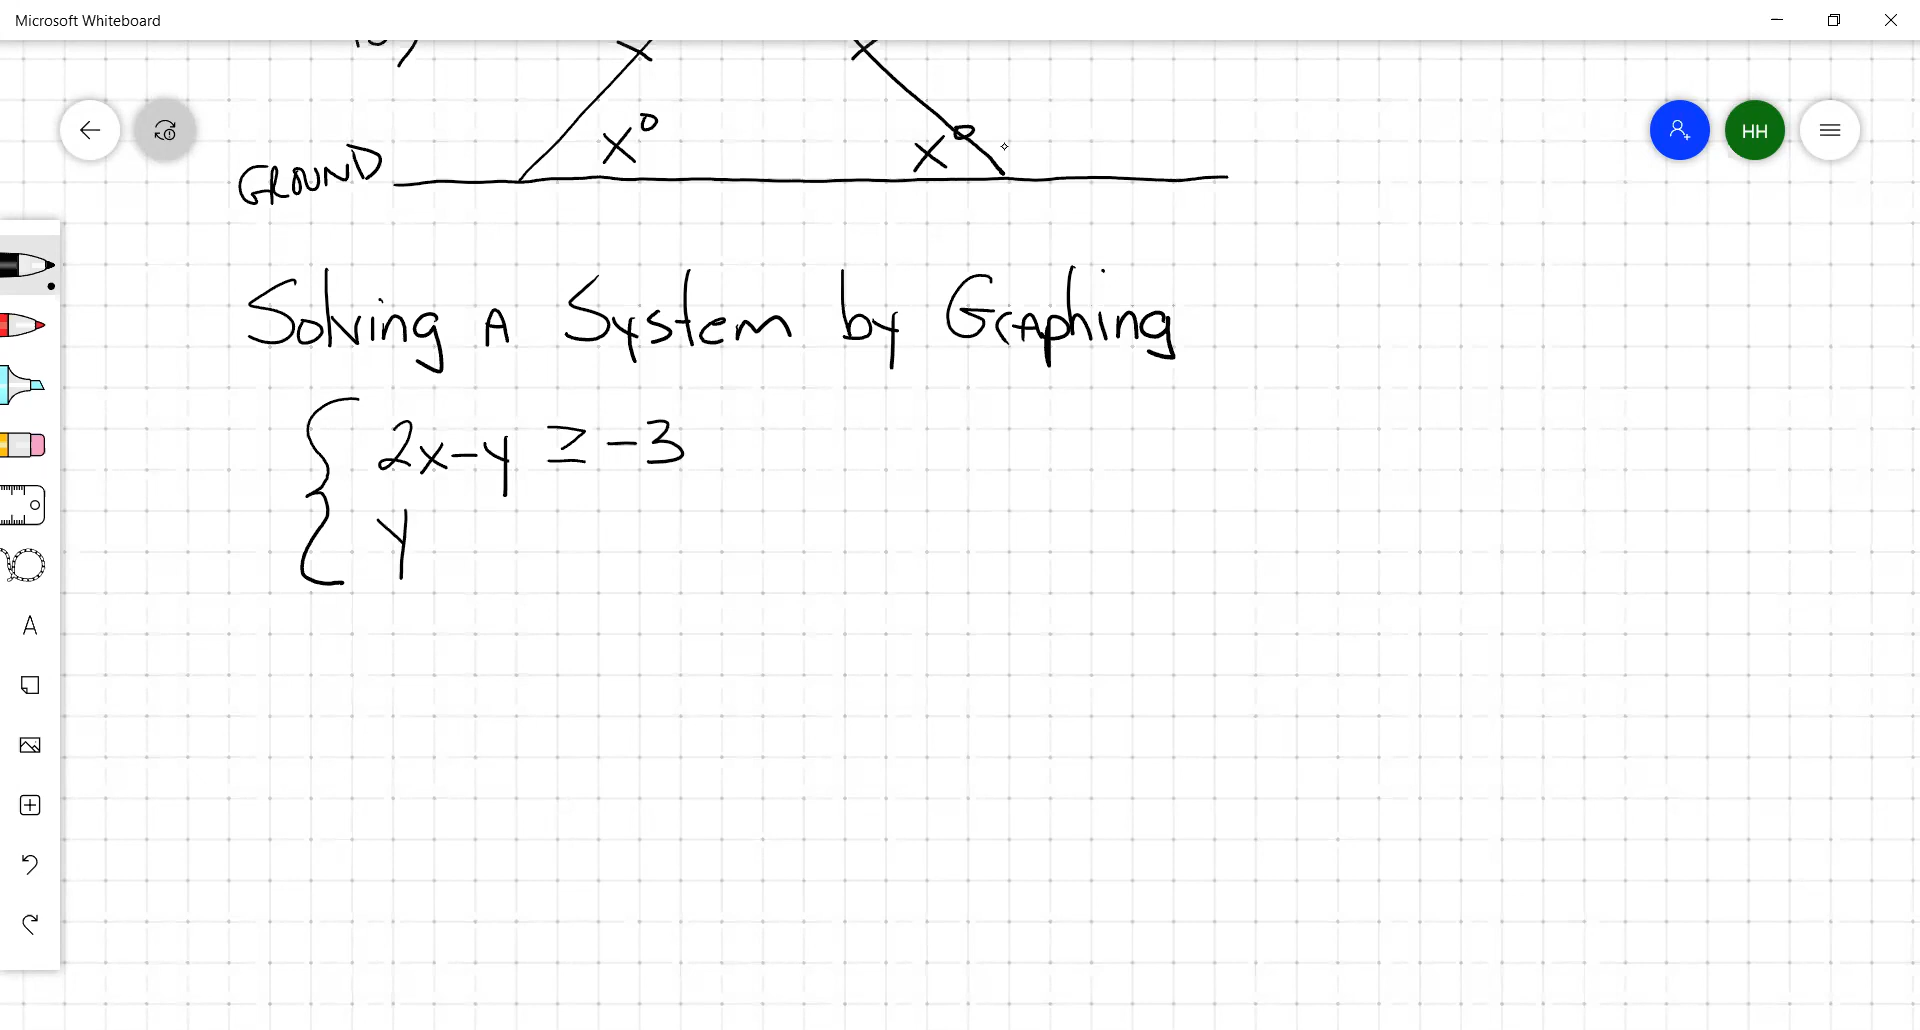 Microsoft Whiteboard
HH
x° x°
GROUND
Solving A System by Graphing
2x-y ≥ -3
y